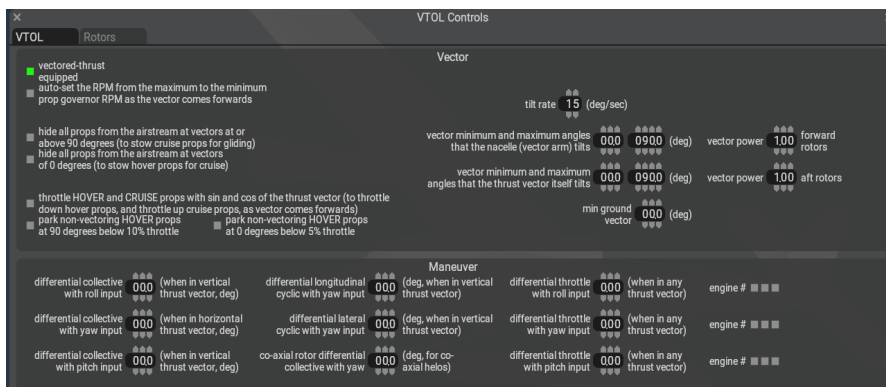 VTOL Controls
VTOL
Rotors
Vector
vectored-thrust
equipped
auto-set the RPM from the maximum to the minimum
prop governor RPM as the vector comes forwards
tilt rate 15 (deg/sec)
hide all props from the airstream at vectors at or
above 90 degrees (to stow cruise props for gliding)
hide all props from the airstream at vectors
of 0 degrees (to stow hover props for cruise)
vector minimum and maximum angles
that the nacelle (vector arm) tilts
00,0 090,0 (deg)
vector power 1,00 forward
rotors
vector minimum and maximum
angles that the thrust vector itself tilts
00,0 090,0 (deg)
vector power 1,00 aft rotors
throttle HOVER and CRUISE props with sin and cos of the thrust vector (to throttle
down hover props, and throttle up cruise props, as vector comes forwards)
park non-vectoring HOVER props
at 90 degrees below 10% throttle
park non-vectoring HOVER props
at 0 degrees below 5% throttle
min ground
vector
00,0 (deg)
Maneuver
differential collective
with roll input
00,0
(when in vertical
thrust vector, deg)
differential longitudinal
cyclic with yaw input
00,0
(deg, when in vertical
thrust vector)
differential throttle
with roll input
0,00
(when in any
thrust vector)
engine #
differential collective
with yaw input
00,0
(when in horizontal
thrust vector, deg)
differential lateral
cyclic with yaw input
00,0
(deg, when in vertical
thrust vector)
differential throttle
with yaw input
0,00
(when in any
thrust vector)
engine #
differential collective
with pitch input
00,0
(when in vertical
thrust vector, deg)
co-axial rotor differential
collective with yaw
00,0
(deg, for co-
axial helos)
differential throttle
with pitch input
0,00
(when in any
thrust vector)
engine #